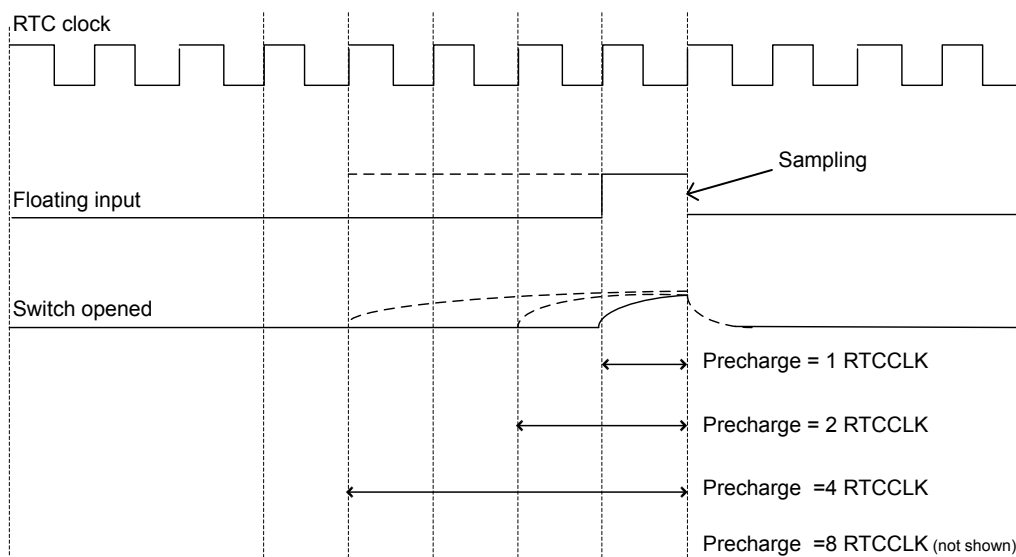 RTC clock
Sampling
Floating input
Switch opened
Precharge = 1 RTCCLK
Precharge = 2 RTCCLK
Precharge =4 RTCCLK
Precharge =8 RTCCLK (not shown)